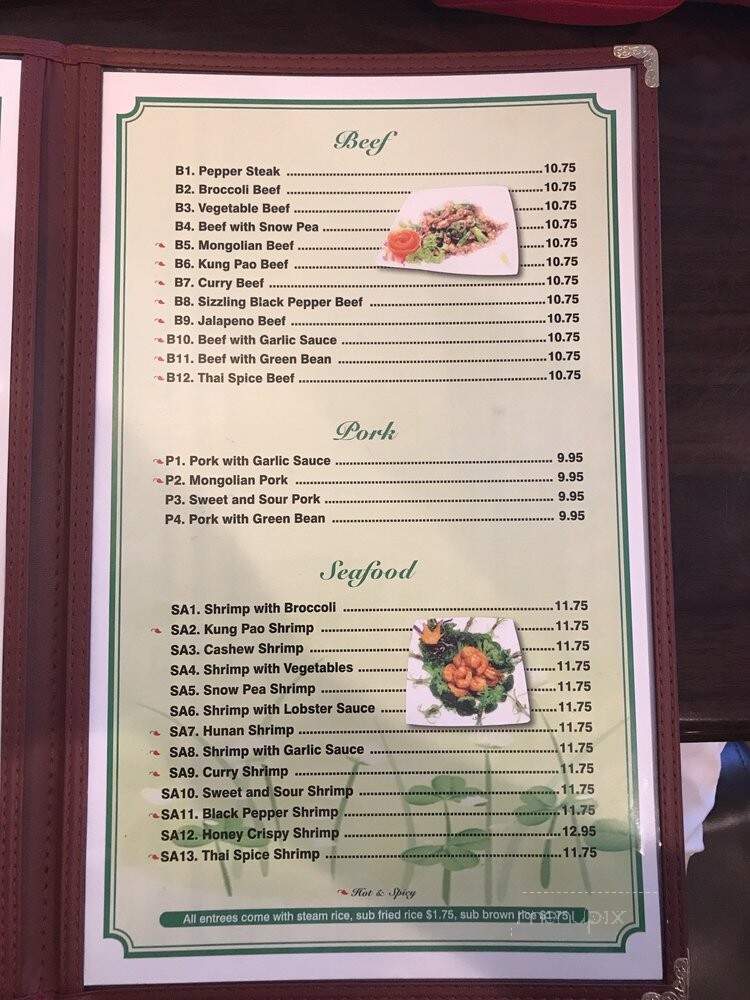 Beef
B1. Pepper Steak ........ 10.75
B2. Broccoli Beef ........ 10.75
B3. Vegetable Beef ........ 10.75
B4. Beef with Snow Pea ........ 10.75
B5. Mongolian Beef ........ 10.75
B6. Kung Pao Beef ........ 10.75
B7. Curry Beef ........ 10.75
B8. Sizzling Black Pepper Beef ........ 10.75
B9. Jalapeno Beef ........ 10.75
B10. Beef with Garlic Sauce ........ 10.75
B11. Beef with Green Bean ........ 10.75
B12. Thai Spice Beef ........ 10.75
Pork
P1. Pork with Garlic Sauce ........ 9.95
P2. Mongolian Pork ........ 9.95
P3. Sweet and Sour Pork ........ 9.95
P4. Pork with Green Bean ........ 9.95
Seafood
SA1. Shrimp with Broccoli ........ 11.75
SA2. Kung Pao Shrimp ........ 11.75
SA3. Cashew Shrimp ........ 11.75
SA4. Shrimp with Vegetables ........ 11.75
SA5. Snow Pea Shrimp ........ 11.75
SA6. Shrimp with Lobster Sauce ........ 11.75
SA7. Hunan Shrimp ........ 11.75
SA8. Shrimp with Garlic Sauce ........ 11.75
SA9. Curry Shrimp ........ 11.75
SA10. Sweet and Sour Shrimp ........ 11.75
SA11. Black Pepper Shrimp ........ 11.75
SA12. Honey Crispy Shrimp ........ 12.95
SA13. Thai Spice Shrimp ........ 11.75
Hot & Spicy
All entrees come with steam rice, sub fried rice $1.75, sub brown rice $1.75
menupix